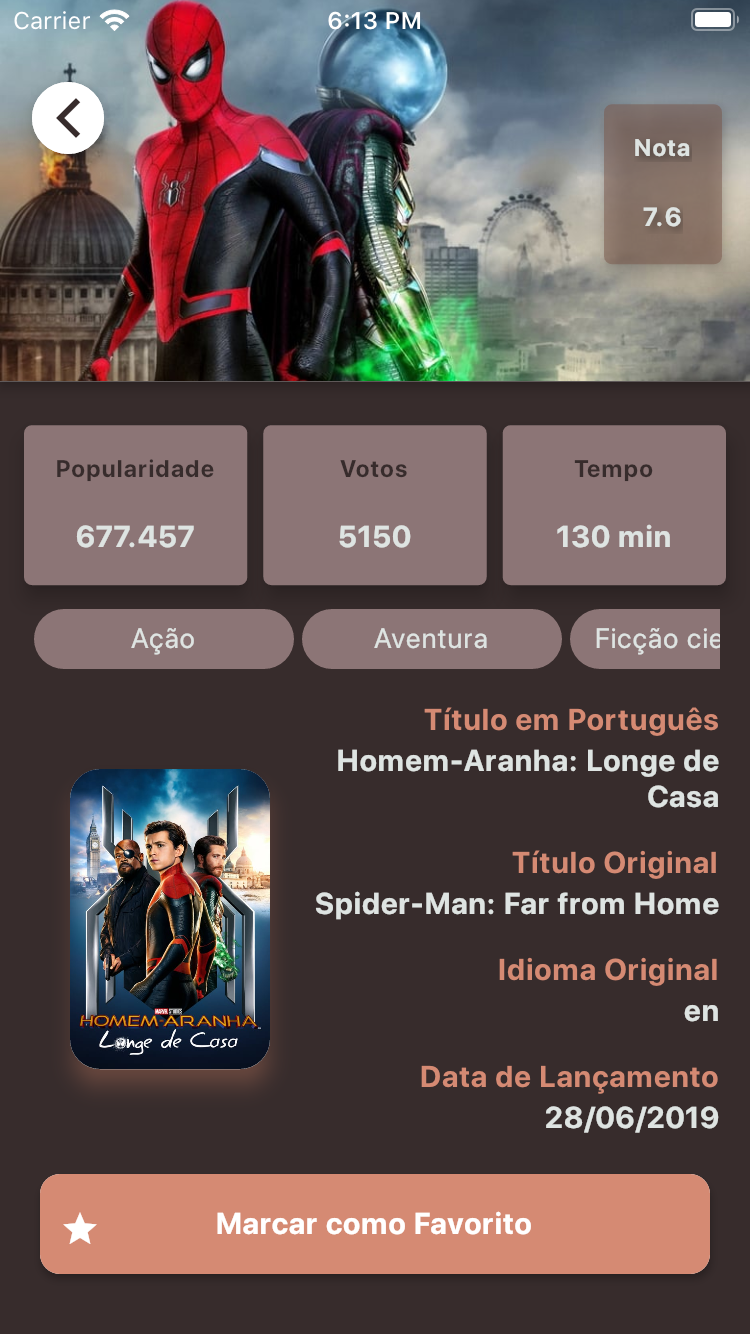 Carrier
6:13 PM
Nota
7.6
Popularidade
677.457
Votos
5150
Tempo
130 min
Ação
Aventura
Ficção cie
Título em Português
Homem-Aranha: Longe de
Casa
Título Original
Spider-Man: Far from Home
Idioma Original
en
Data de Lançamento
28/06/2019
MARVEL STUDIOS
HOMEM-ARANHA
Longe de Casa
Marcar como Favorito